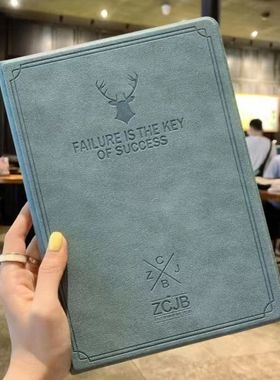 FAILURE IS THE KEY
OF SUCCESS
C
Z J
B
ZCJB